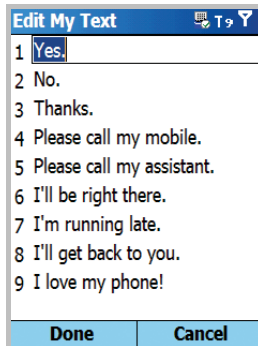 Edit My Text T9
1 Yes.
2 No.
3 Thanks.
4 Please call my mobile.
5 Please call my assistant.
6 I'll be right there.
7 I'm running late.
8 I'll get back to you.
9 I love my phone!
Done Cancel